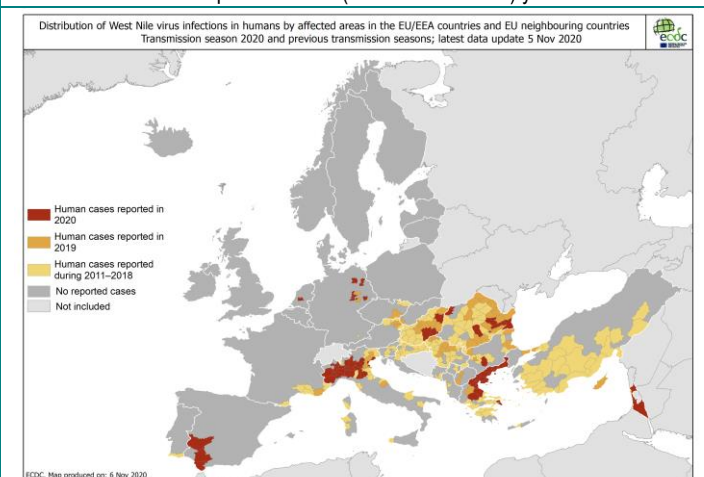 Distribution of West Nile virus infections in humans by affected areas in the EU/EEA countries and EU neighbouring countries
Transmission season 2020 and previous transmission seasons; latest data update 5 Nov 2020
ecdc
Human cases reported in
2020
Human cases reported in
2019
Human cases reported
during 2011–2018
No reported cases
Not included
ECDC. Map produced on: 6 Nov 2020